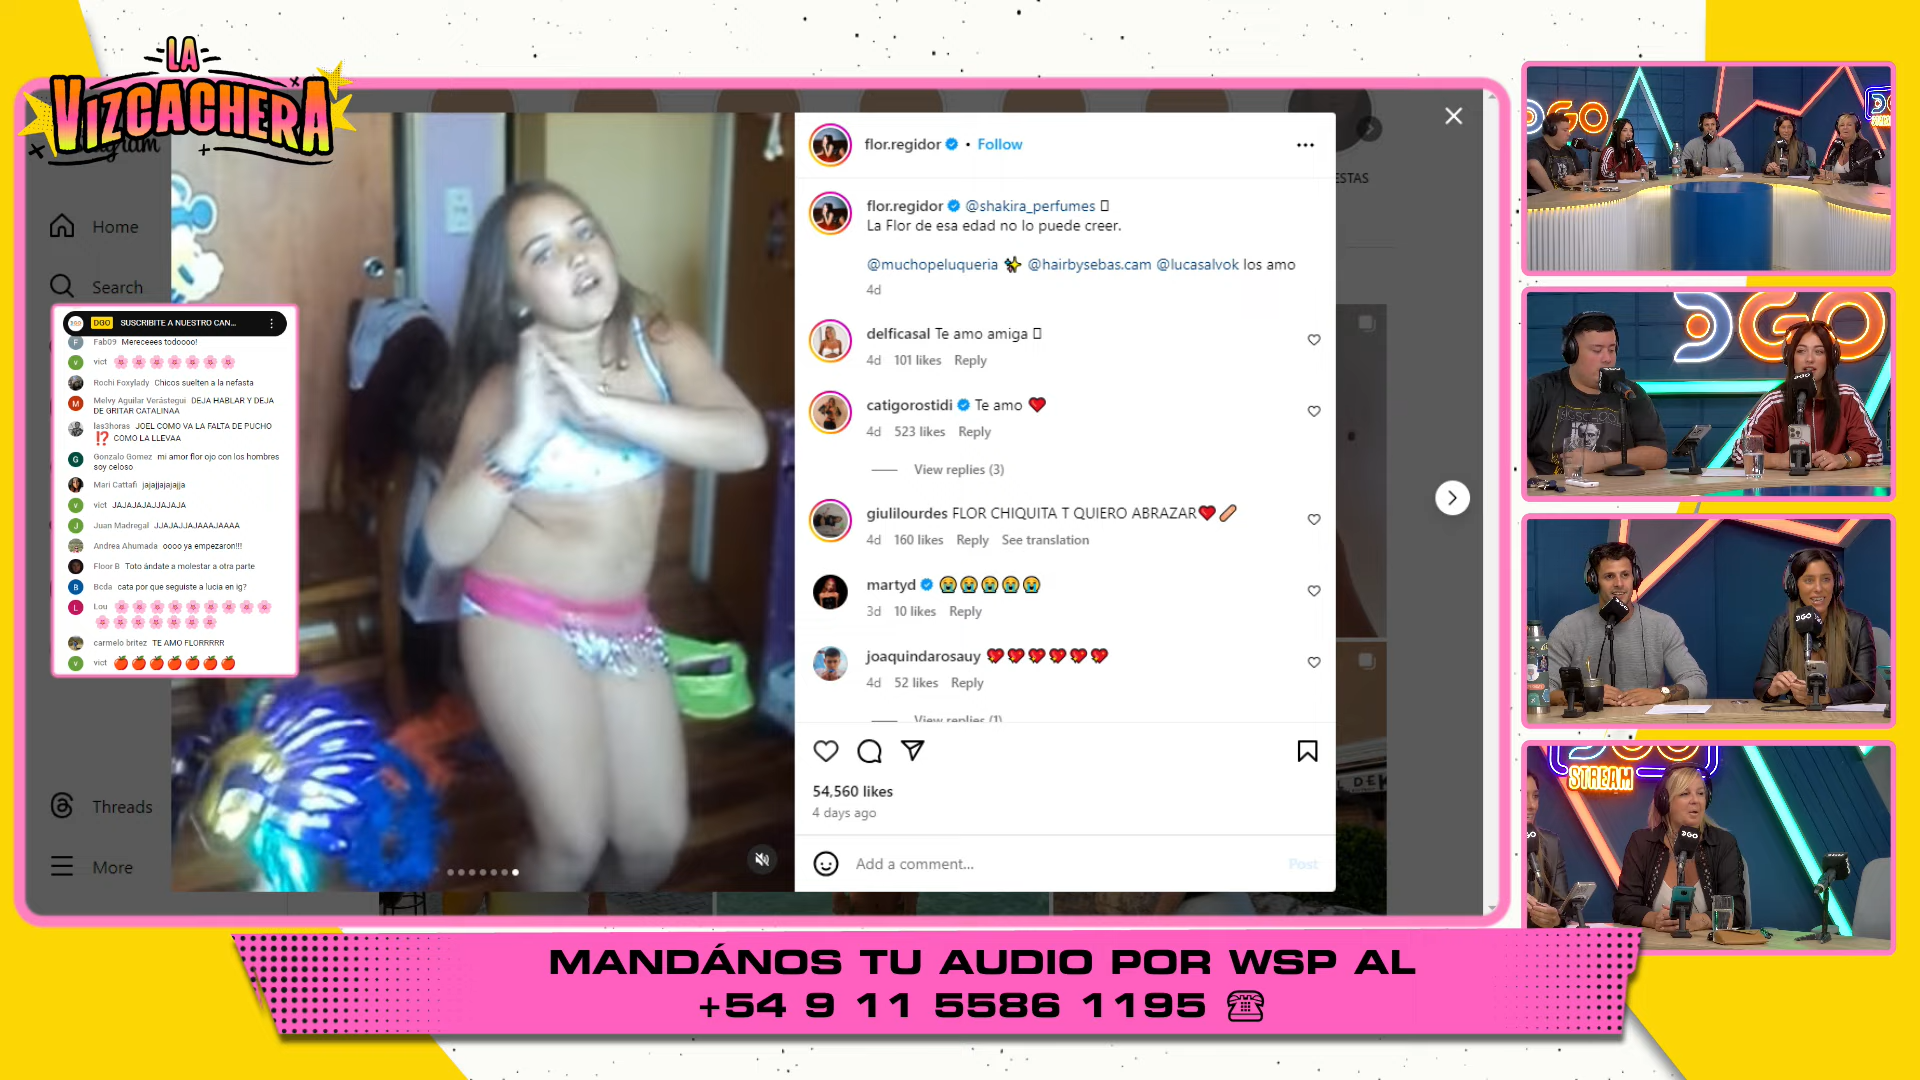 LA
VIZCACHERA
Home
Search
Threads
More
DGO SUSCRIBITE A NUESTRO CAN...
Fab09 Mereceees todoooo!
vict 🌸🌸🌸🌸🌸🌸🌸
Rochi Foxylady Chicos suelten a la nefasta
Melvy Aguilar Verástegui DEJA HABLAR Y DEJA
DE GRITAR CATALINAA
las3horas JOEL COMO VA LA FALTA DE PUCHO
⁉️ COMO LA LLEVAA
Gonzalo Gomez mi amor flor ojo con los hombres
soy celoso
Mari Cattafi jajajjajajajja
vict JAJAJAJAJJAJAJA
Juan Madregal JJAJAJJAJAAAJAAAA
Andrea Ahumada oooo ya empezaron!!!
Floor B Toto ándate a molestar a otra parte
Bcda cata por que seguiste a lucia en ig?
Lou 🌸🌸🌸🌸🌸🌸🌸🌸🌸
🌸🌸🌸🌸🌸🌸🌸
carmelo britez TE AMO FLORRRRR
vict 🍎🍎🍎🍎🍎🍎🍎
flor.regidor • Follow
flor.regidor @shakira_perfumes
La Flor de esa edad no lo puede creer.
@muchopeluqueria ✨ @hairbysebas.cam @lucasalvok los amo
4d
delficasal Te amo amiga
4d 101 likes Reply
catigorostidi Te amo ❤️
4d 523 likes Reply
View replies (3)
giulilourdes FLOR CHIQUITA T QUIERO ABRAZAR❤️🩹
4d 160 likes Reply See translation
martyd 😭😭😭😭😭
3d 10 likes Reply
joaquindarosauy 💖💖💖💖💖💖
4d 52 likes Reply
View replies (1)
54,560 likes
4 days ago
Add a comment...
Post
ESTAS
DGO
DGO
DGO
STREAM
MANDÁNOS TU AUDIO POR WSP AL
+54 9 11 5586 1195 ☎